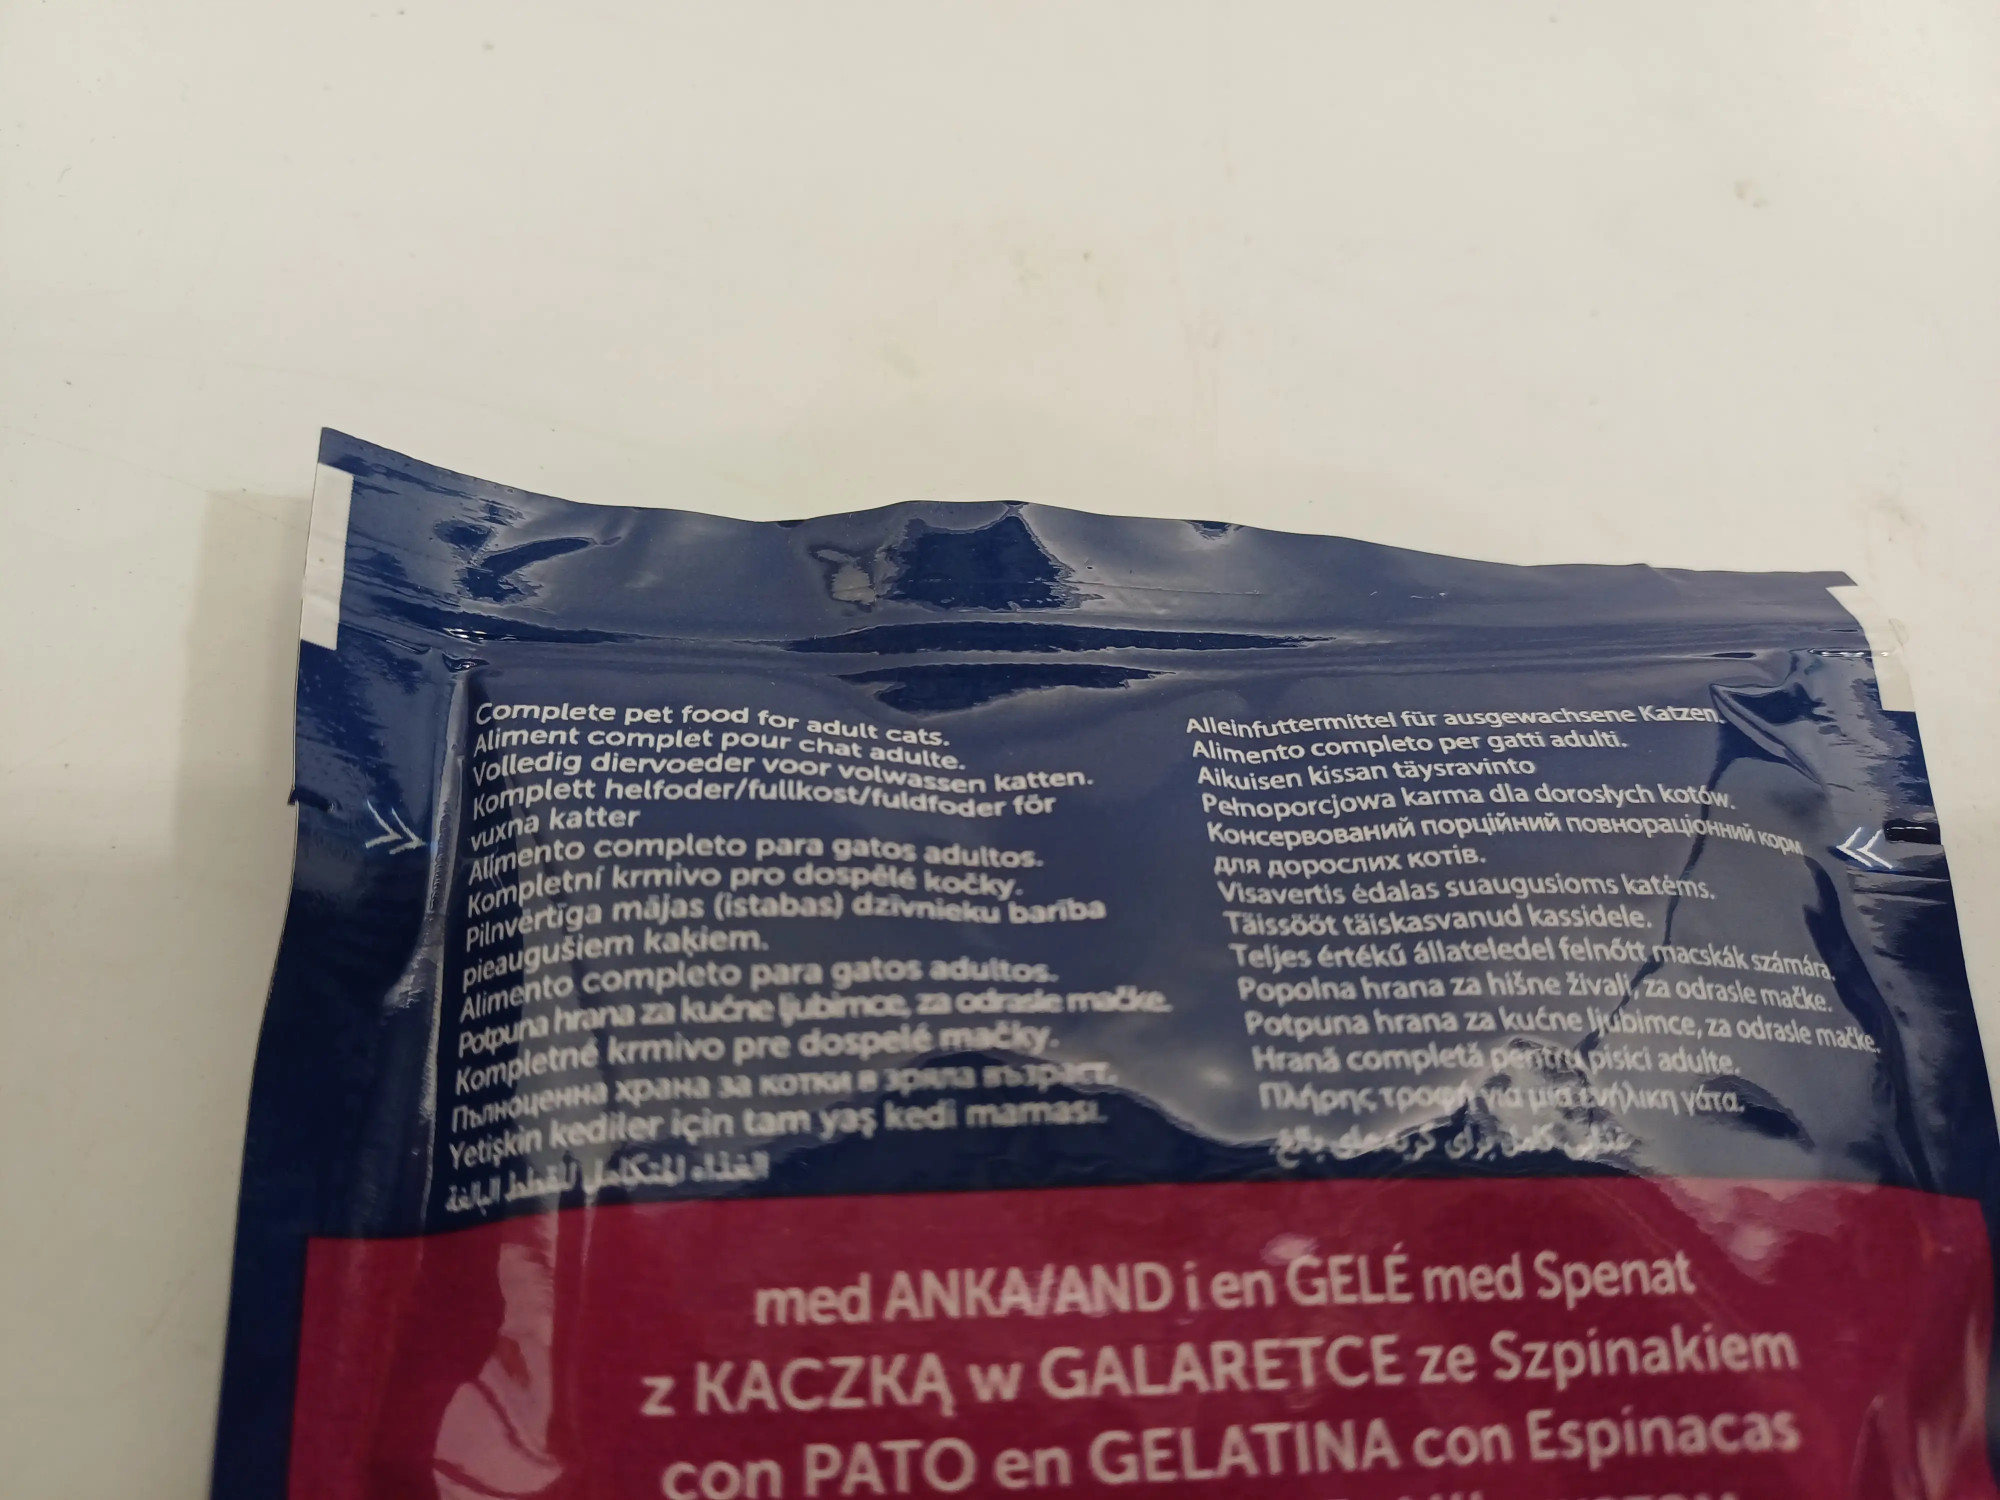 Complete pet food for adult cats.
Aliment complet pour chat adulte.
Volledig diervoeder voor volwassen katten.
Komplett helfoder/fullkost/fuldfoder för
vuxna katter
Alimento completo para gatos adultos.
Kompletní krmivo pro dospělé kočky.
Pilnvērtīga mājas (istabas) dzīvnieku barība
pieaugušiem kaķiem.
Alimento completo para gatos adultos.
Potpuna hrana za kućne ljubimce, za odrasle mačke.
Kompletné krmivo pre dospelé mačky.
Пълноценна храна за котки в зряла възраст.
Yetişkin kediler için tam yaş kedi maması.
الغذاء المتكامل للقطط البالغة
Alleinfuttermittel für ausgewachsene Katzen.
Alimento completo per gatti adulti.
Aikuisen kissan täysravinto
Pełnoporcjowa karma dla dorosłych kotów.
Консервований порційний повнораціонний корм
для дорослих котів.
Visavertis ėdalas suaugusioms katėms.
Täissööt täiskasvanud kassidele.
Teljes értékű állateledel felnőtt macskák számára.
Popolna hrana za hišne živali, za odrasle mačke.
Potpuna hrana za kućne ljubimce, za odrasle mačke.
Hrană completă pentru pisici adulte.
Πλήρης τροφή για μια ενήλικη γάτα.
کامل برای گربه‌های بالغ
med ANKA/AND i en GELÉ med Spenat
z KACZKĄ w GALARETCE ze Szpinakiem
con PATO en GELATINA con Espinacas